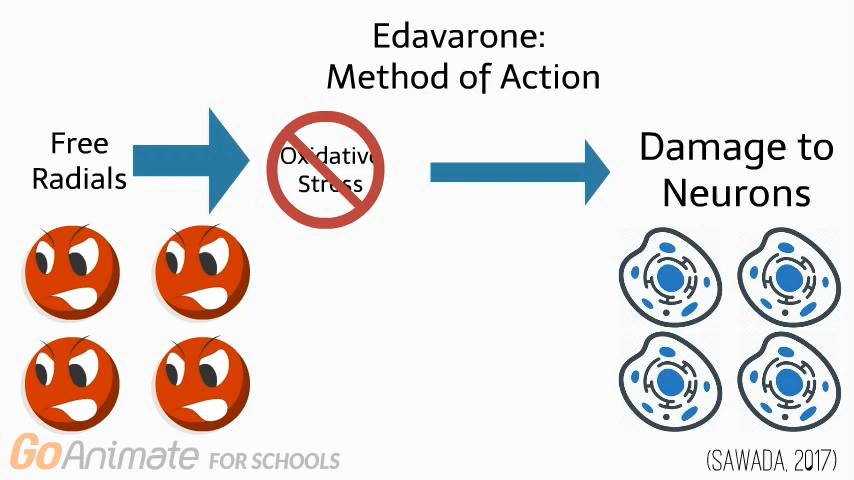 Edavarone:
Method of Action
Free
Radials
Oxidative
Stress
Damage to
Neurons
GoAnimate FOR SCHOOLS
(SAWADA, 2017)